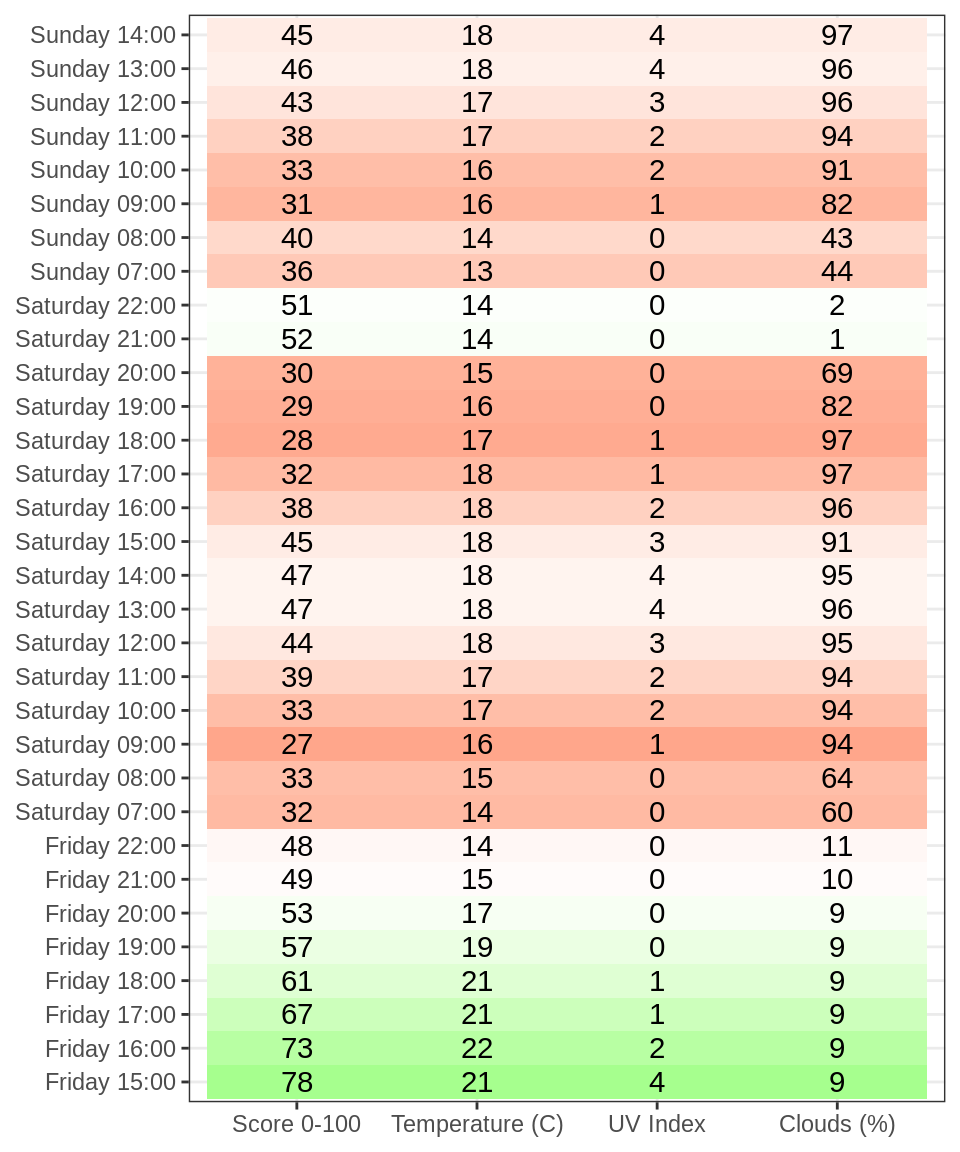 Sunday 14:00 45 18 4 97
Sunday 13:00 46 18 4 96
Sunday 12:00 43 17 3 96
Sunday 11:00 38 17 2 94
Sunday 10:00 33 16 2 91
Sunday 09:00 31 16 1 82
Sunday 08:00 40 14 0 43
Sunday 07:00 36 13 0 44
Saturday 22:00 51 14 0 2
Saturday 21:00 52 14 0 1
Saturday 20:00 30 15 0 69
Saturday 19:00 29 16 0 82
Saturday 18:00 28 17 1 97
Saturday 17:00 32 18 1 97
Saturday 16:00 38 18 2 96
Saturday 15:00 45 18 3 91
Saturday 14:00 47 18 4 95
Saturday 13:00 47 18 4 96
Saturday 12:00 44 18 3 95
Saturday 11:00 39 17 2 94
Saturday 10:00 33 17 2 94
Saturday 09:00 27 16 1 94
Saturday 08:00 33 15 0 64
Saturday 07:00 32 14 0 60
Friday 22:00 48 14 0 11
Friday 21:00 49 15 0 10
Friday 20:00 53 17 0 9
Friday 19:00 57 19 0 9
Friday 18:00 61 21 1 9
Friday 17:00 67 21 1 9
Friday 16:00 73 22 2 9
Friday 15:00 78 21 4 9
Score 0-100 Temperature (C) UV Index Clouds (%)